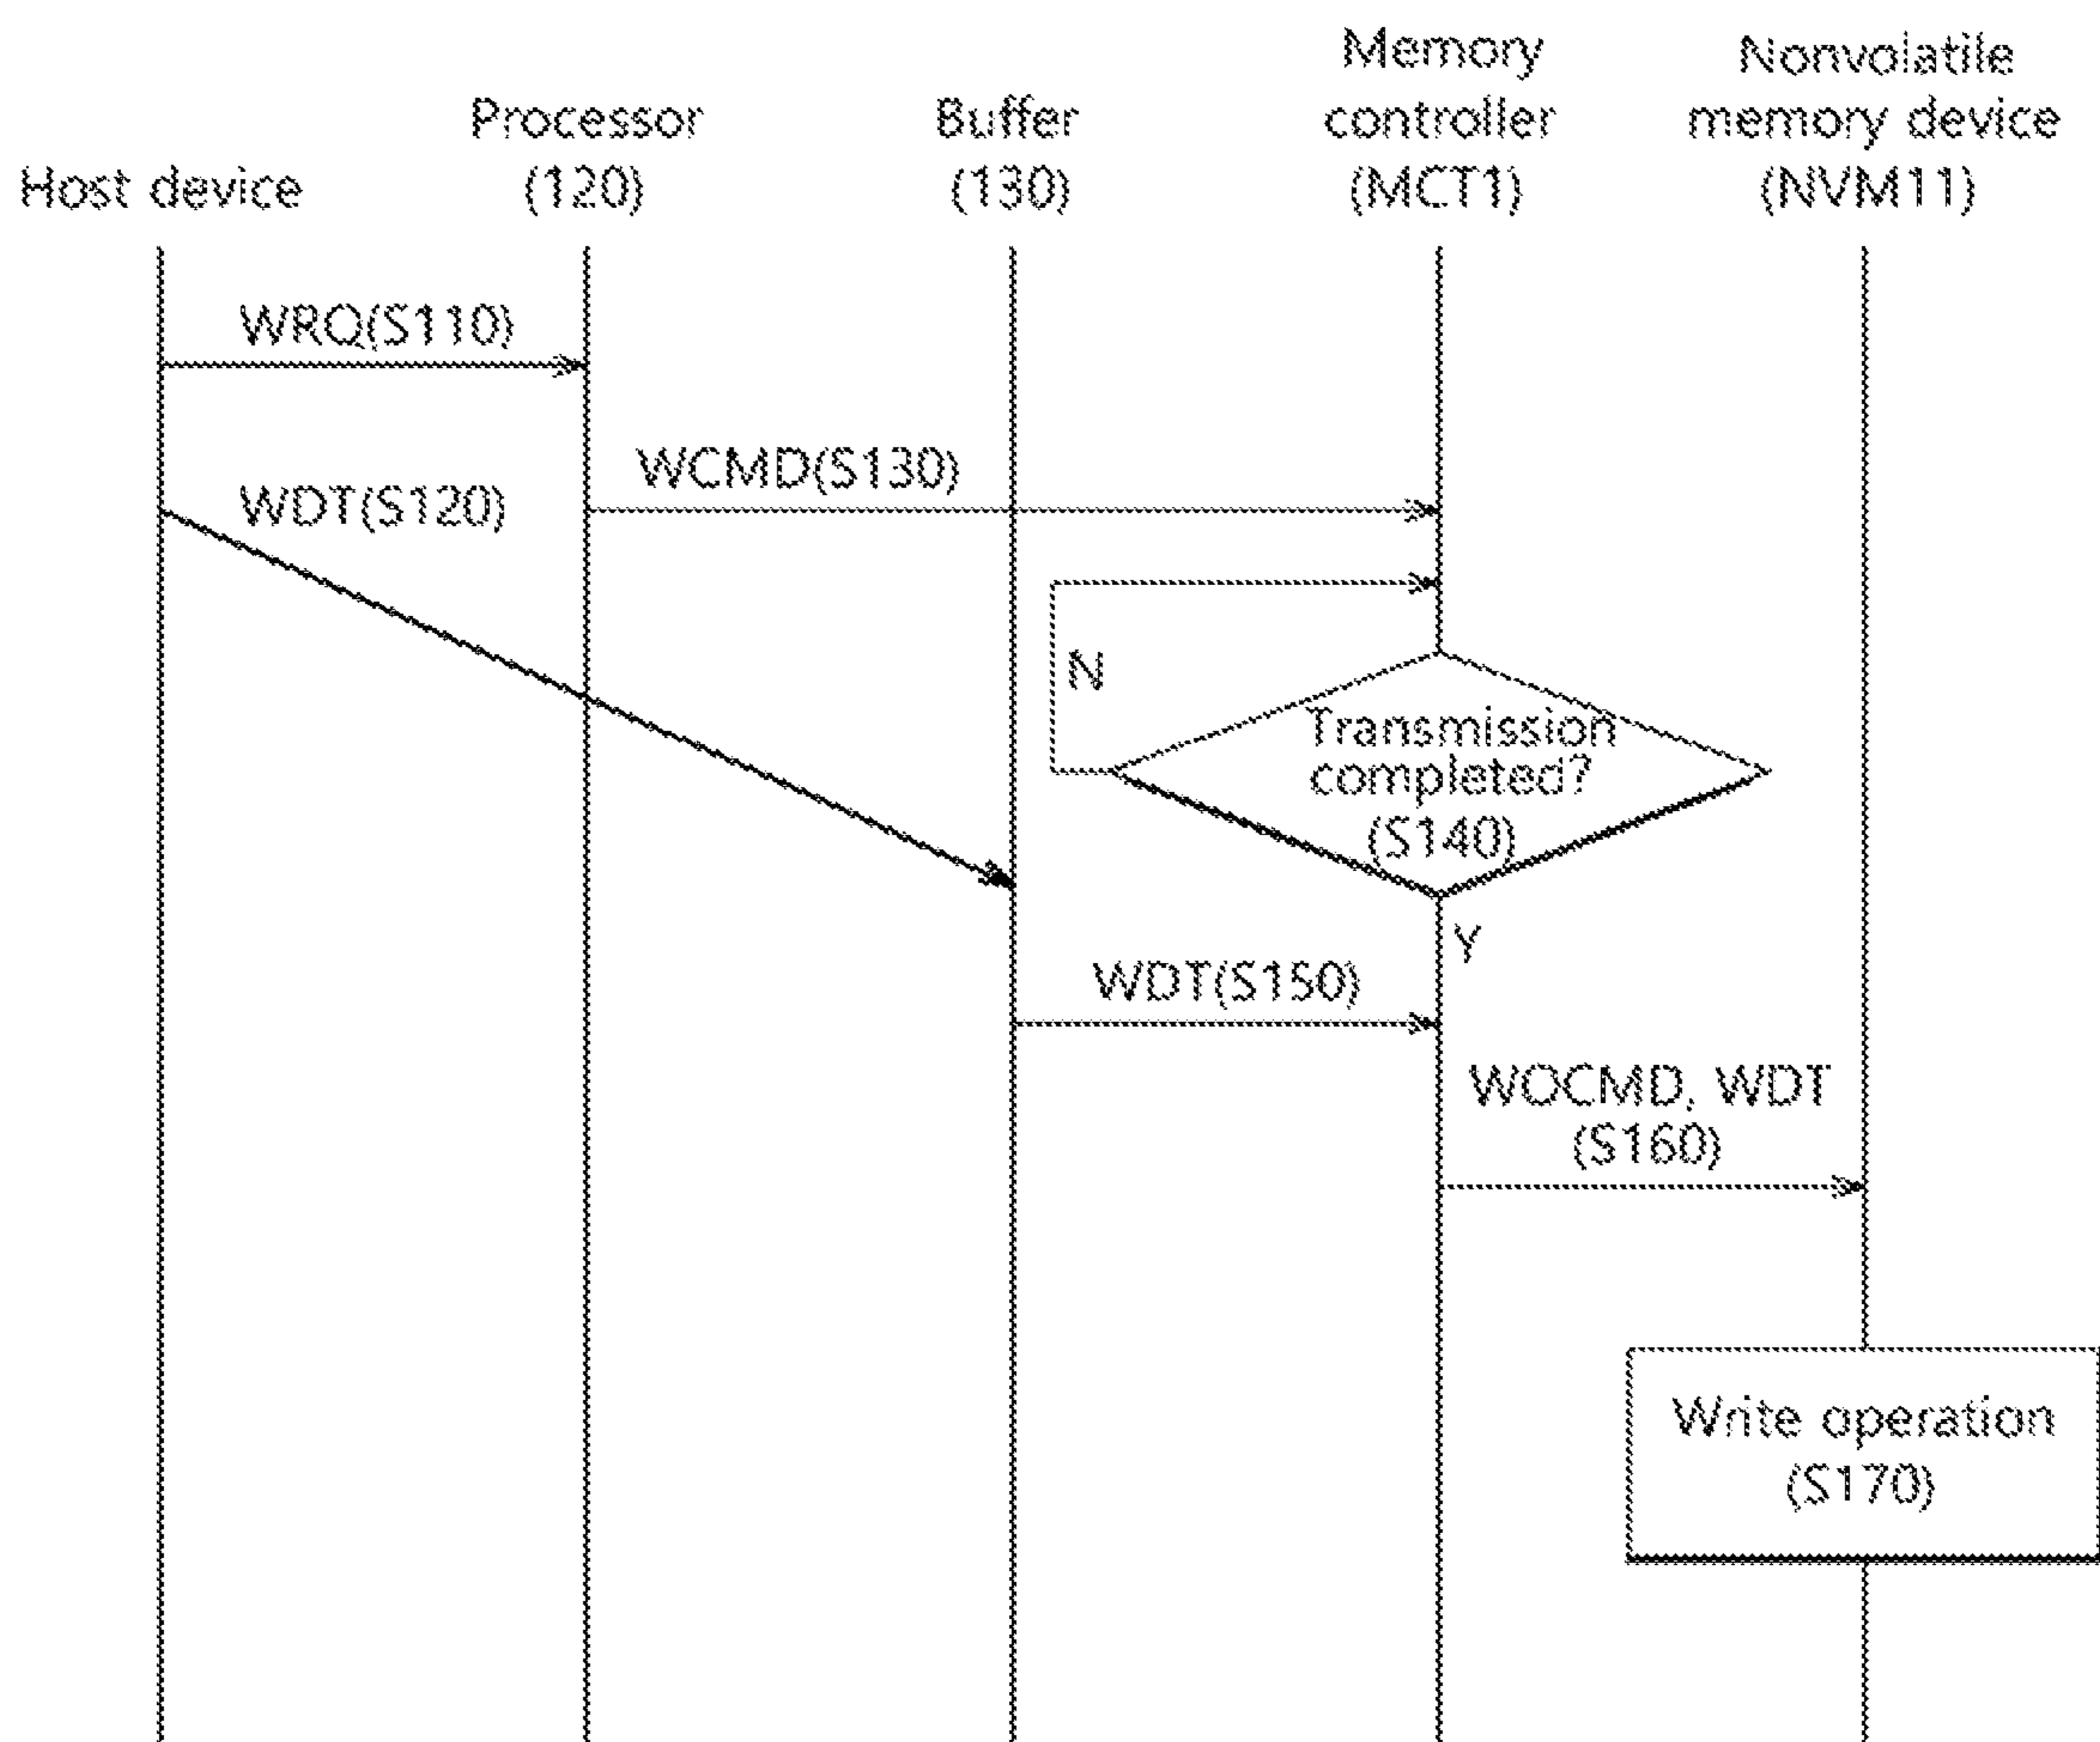 Host device
Processor
(120)
Buffer
(130)
Memory
controller
(MCT1)
Nonvolatile
memory device
(NVM11)
WRQ(S110)
WCMD(S130)
WDT(S120)
N
Transmission
completed?
(S140)
Y
WDT(S150)
WOCMD, WDT
(S160)
Write operation
(S170)